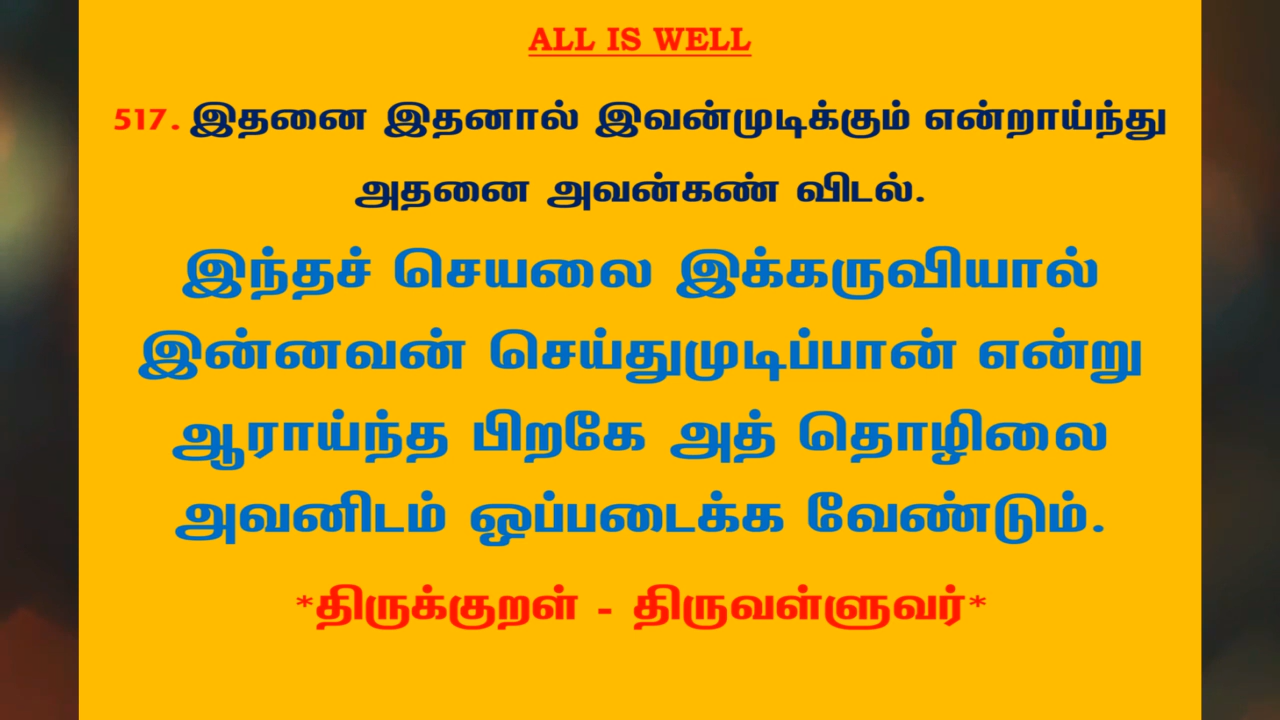 ALL IS WELL
517. இதனை இதனால் இவன்முடிக்கும் என்றாய்ந்து
அதனை அவன்கண் விடல்.
இந்தச் செயலை இக்கருவியால்
இன்னவன் செய்துமுடிப்பான் என்று
ஆராய்ந்த பிறகே அத் தொழிலை
அவனிடம் ஒப்படைக்க வேண்டும்.
*திருக்குறள் - திருவள்ளுவர்*